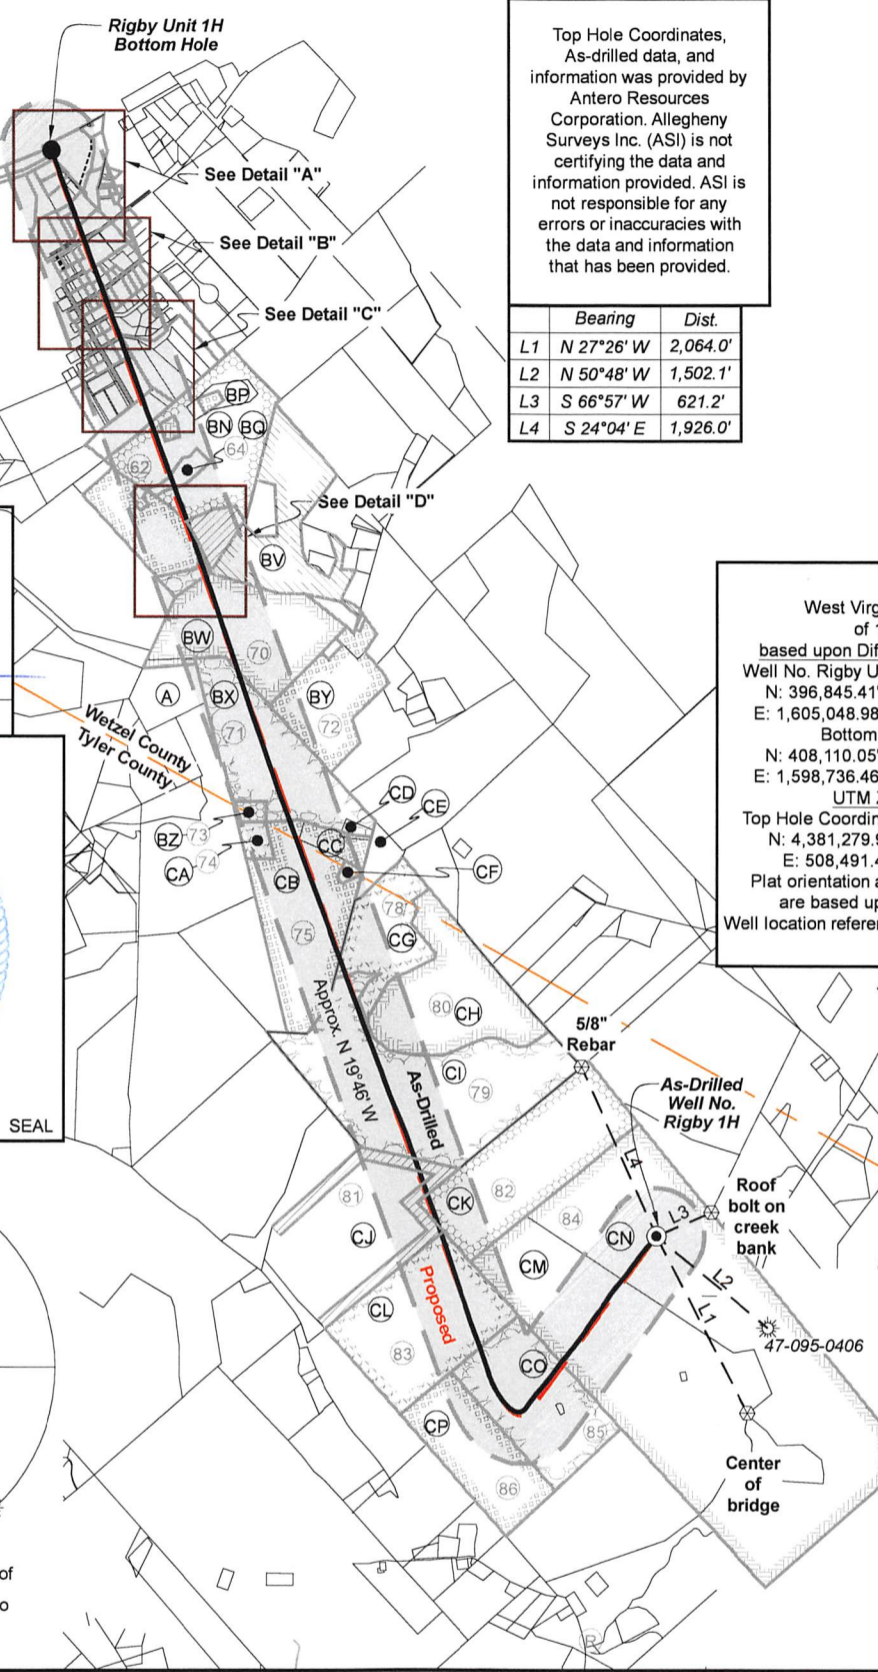 Rigby Unit 1H
Bottom Hole
Top Hole Coordinates,
As-drilled data, and
information was provided by
Antero Resources
Corporation. Allegheny
Surveys Inc. (ASI) is not
certifying the data and
information provided. ASI is
not responsible for any
errors or inaccuracies with
the data and information
that has been provided.
Bearing Dist.
L1 N 27°26' W 2,064.0'
L2 N 50°48' W 1,502.1'
L3 S 66°57' W 621.2'
L4 S 24°04' E 1,926.0'
See Detail "A"
See Detail "B"
See Detail "C"
BP
BN BQ
64
62
See Detail "D"
BV
BW
70
A
BX
BY
71
72
Wetzel County
Tyler County
West Virg
of 1
based upon Dif
Well No. Rigby U
N: 396,845.41'
E: 1,605,048.98
Bottom
N: 408,110.05'
E: 1,598,736.46
UTM
Top Hole Coordin
N: 4,381,279.9
E: 508,491.4
Plat orientation a
are based up
Well location referen
CD
CE
BZ 73
CC
CA 74
CB
CF
78
75
CG
Approx. N 19°46' W
80 CH
5/8"
Rebar
CI
79
As-Drilled
As-Drilled
Well No.
Rigby 1H
SEAL
L4
81
82
CK
CJ
84
CN
L3
Roof
bolt on
creek
bank
CM
L2
L1
Proposed
CL
83
CO
47-095-0406
CP
85
86
Center
of
bridge
of
o
R